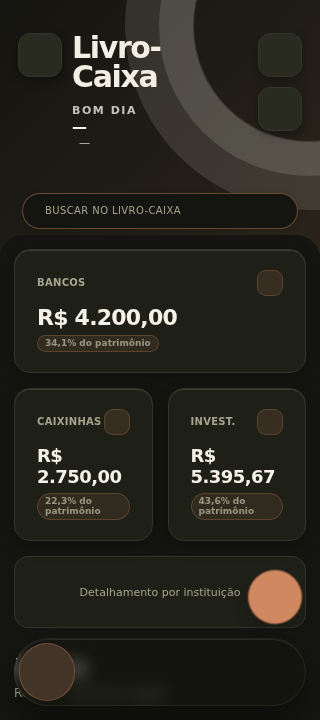 Livro-
Caixa
BOM DIA
—
—
BUSCAR NO LIVRO-CAIXA
BANCOS
R$ 4.200,00
34,1% do patrimônio
CAIXINHAS
R$
2.750,00
22,3% do
patrimônio
INVEST.
R$
5.395,67
43,6% do
patrimônio
Detalhamento por instituição